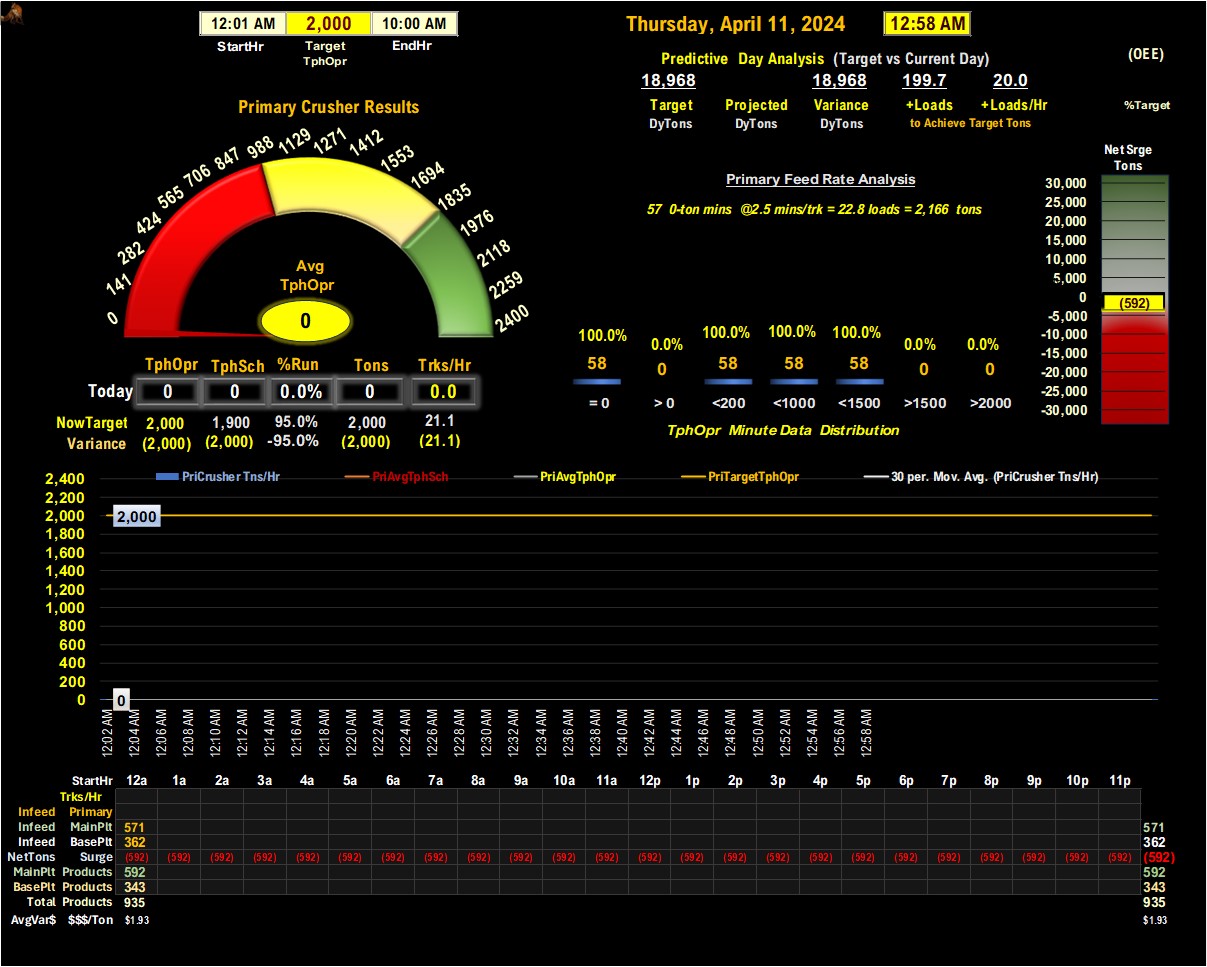 12:01 AM 2,000 10:00 AM
StartHr Target EndHr
TphOpr
Thursday, April 11, 2024 12:58 AM
Predictive Day Analysis (Target vs Current Day)
18,968 18,968 199.7 20.0
Target Projected Variance +Loads +Loads/Hr
DyTons DyTons DyTons to Achieve Target Tons
(OEE)
%Target
Primary Crusher Results
0 141 282 424 565 706 847 988 1129 1271 1412 1553 1694 1835 1976 2118 2259 2400
Avg
TphOpr
0
TphOpr TphSch %Run Tons Trks/Hr
Today 0 0 0.0% 0 0.0
NowTarget 2,000 1,900 95.0% 2,000 21.1
Variance (2,000) (2,000) -95.0% (2,000) (21.1)
Primary Feed Rate Analysis
57 0-ton mins @2.5 mins/trk = 22.8 loads = 2,166 tons
100.0% 0.0% 100.0% 100.0% 100.0% 0.0% 0.0%
58 0 58 58 58 0 0
= 0 > 0 <200 <1000 <1500 >1500 >2000
TphOpr Minute Data Distribution
Net Srge
Tons
30,000
25,000
20,000
15,000
10,000
5,000
0
(592)
-5,000
-10,000
-15,000
-20,000
-25,000
-30,000
PriCrusher Tns/Hr PriAvgTphSch PriAvgTphOpr PriTargetTphOpr 30 per. Mov. Avg. (PriCrusher Tns/Hr)
2,400
2,200
2,000 2,000
1,800
1,600
1,400
1,200
1,000
800
600
400
200
0 0
12:02 AM 12:04 AM 12:06 AM 12:08 AM 12:10 AM 12:12 AM 12:14 AM 12:16 AM 12:18 AM 12:20 AM 12:22 AM 12:24 AM 12:26 AM 12:28 AM 12:30 AM 12:32 AM 12:34 AM 12:36 AM 12:38 AM 12:40 AM 12:42 AM 12:44 AM 12:46 AM 12:48 AM 12:50 AM 12:52 AM 12:54 AM 12:56 AM 12:58 AM
StartHr 12a 1a 2a 3a 4a 5a 6a 7a 8a 9a 10a 11a 12p 1p 2p 3p 4p 5p 6p 7p 8p 9p 10p 11p
Trks/Hr
Infeed Primary
Infeed MainPlt 571 571
Infeed BasePlt 362 362
NetTons Surge (592) (592) (592) (592) (592) (592) (592) (592) (592) (592) (592) (592) (592) (592) (592) (592) (592) (592) (592) (592) (592) (592) (592) (592) (592)
MainPlt Products 592 592
BasePlt Products 343 343
Total Products 935 935
AvgVar$ $$$/Ton $1.93 $1.93